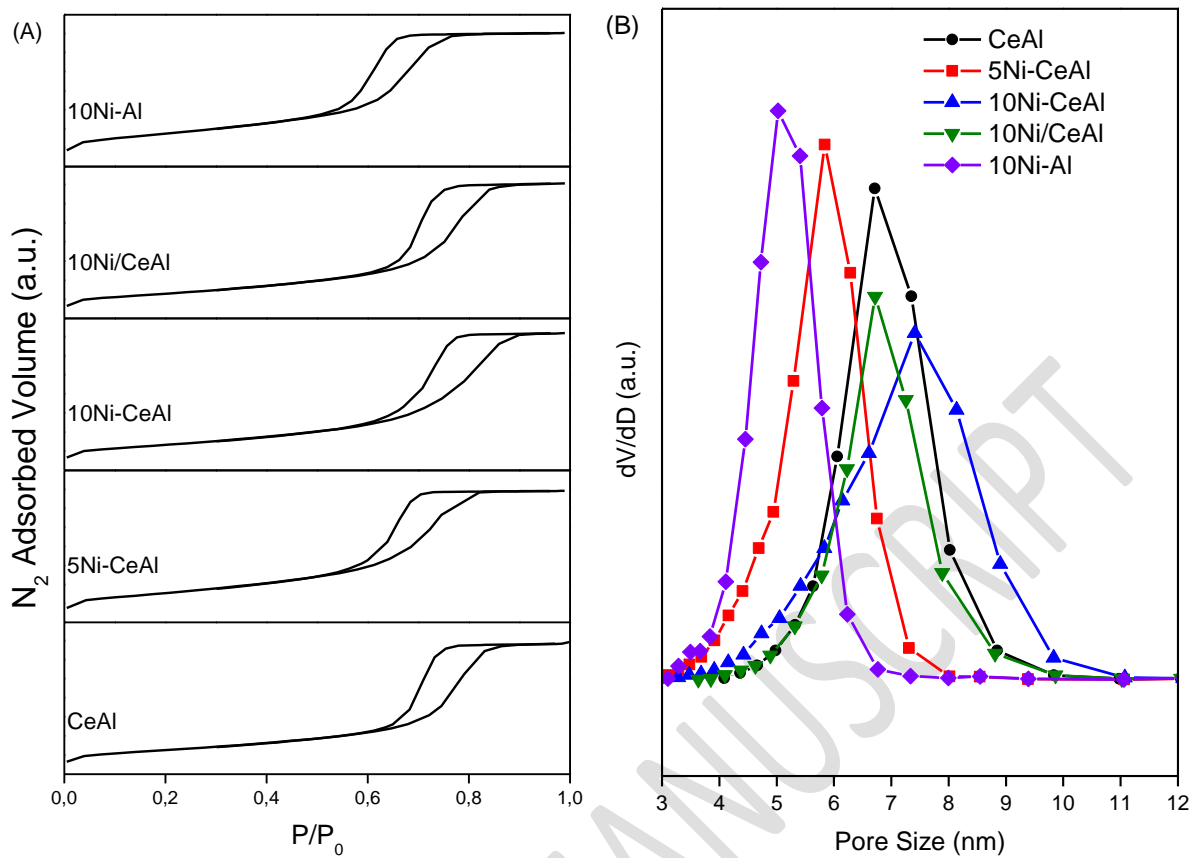 (A)
N₂ Adsorbed Volume (a.u.)
10Ni-Al
10Ni/CeAl
10Ni-CeAl
5Ni-CeAl
CeAl
0,0 0,2 0,4 0,6 0,8 1,0
P/P₀
(B)
CeAl
5Ni-CeAl
10Ni-CeAl
10Ni/CeAl
10Ni-Al
dV/dD (a.u.)
3 4 5 6 7 8 9 10 11 12
Pore Size (nm)
ANUSCRIPT